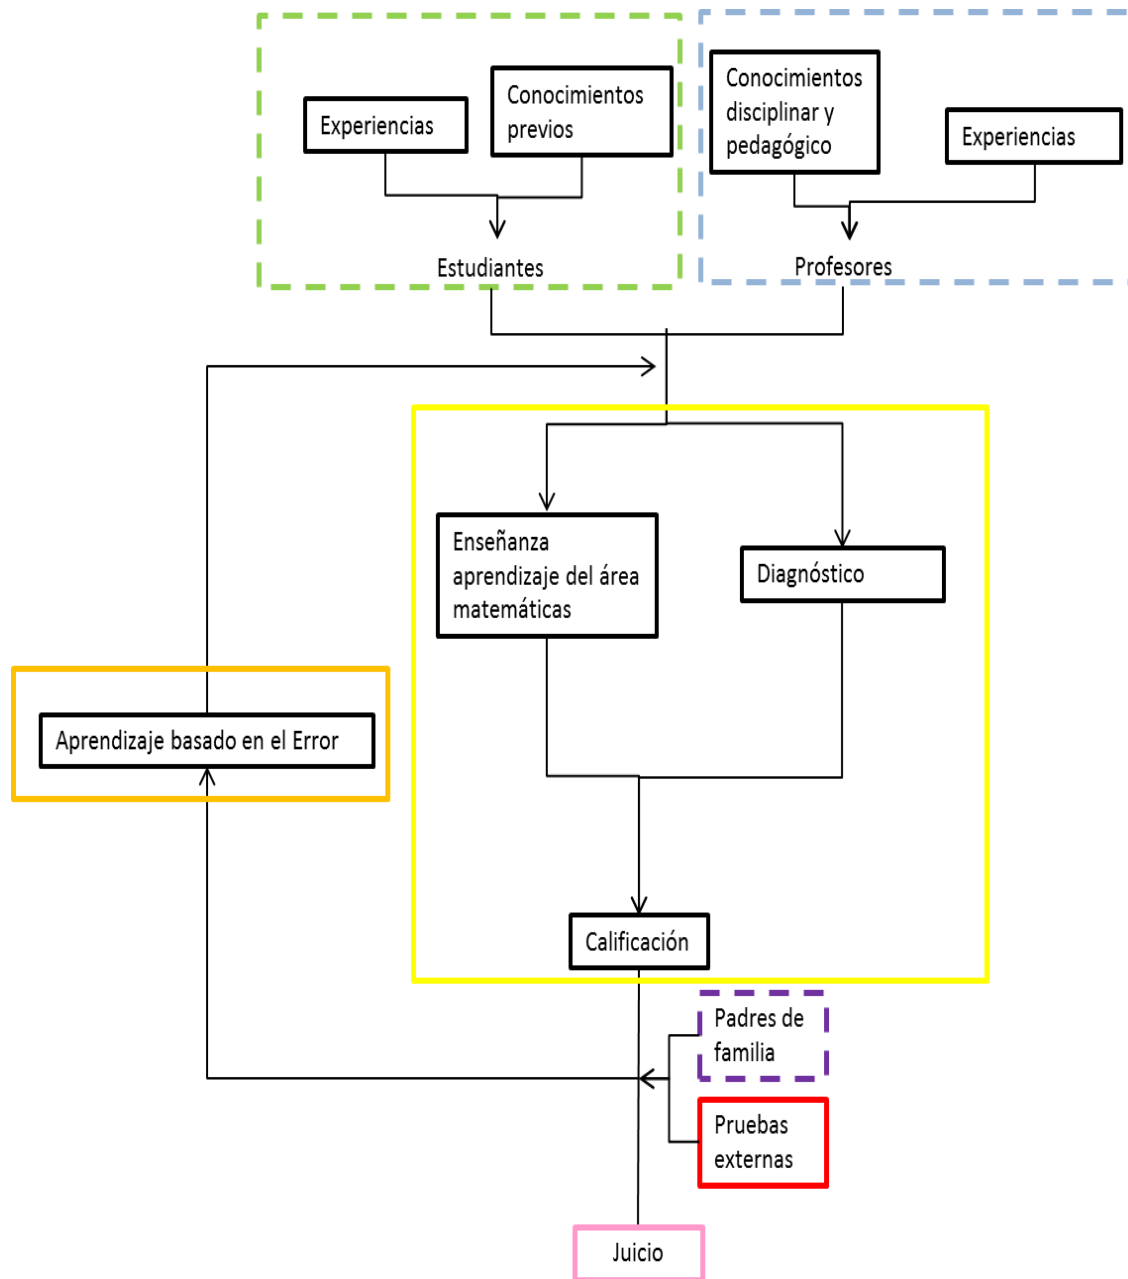 Experiencias
Conocimientos
previos
Estudiantes
Conocimientos
disciplinar y
pedagógico
Experiencias
Profesores
Enseñanza
aprendizaje del área
matemáticas
Diagnóstico
Aprendizaje basado en el Error
Calificación
Padres de
familia
Pruebas
externas
Juicio